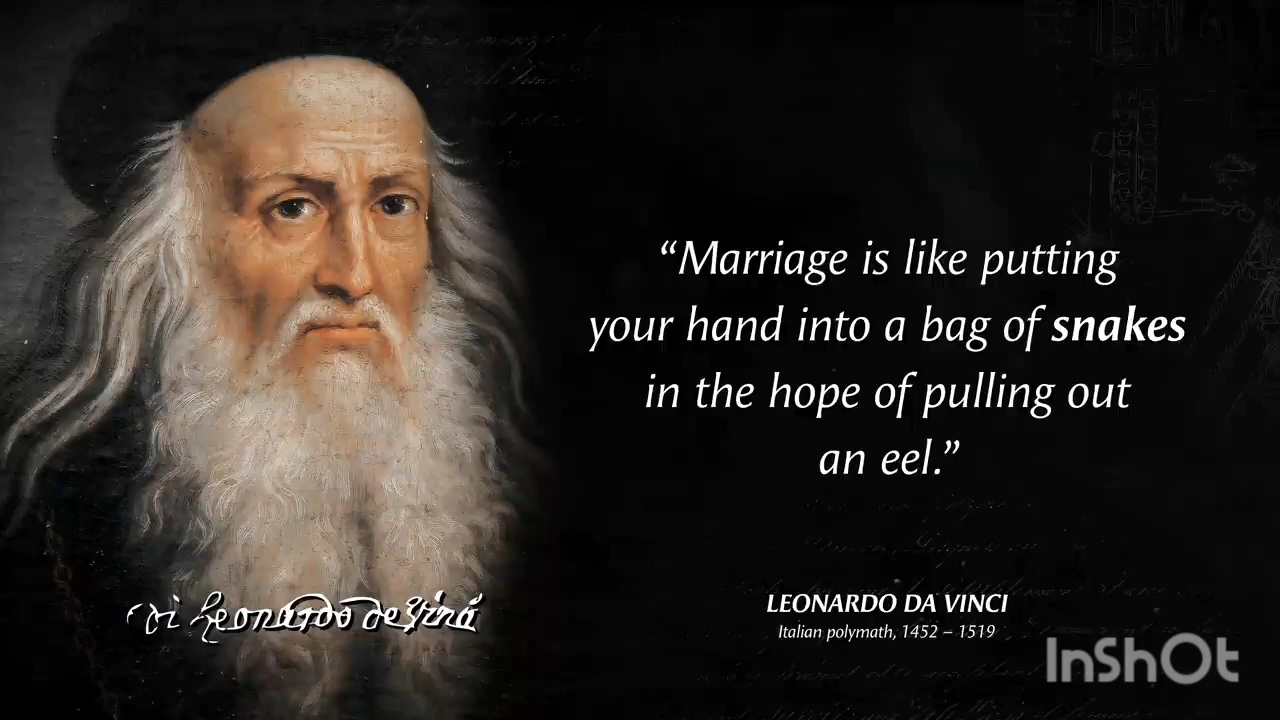 “Marriage is like putting
your hand into a bag of snakes
in the hope of pulling out
an eel.”
Leonardo
LEONARDO DA VINCI
Italian polymath, 1452 – 1519
InShOt